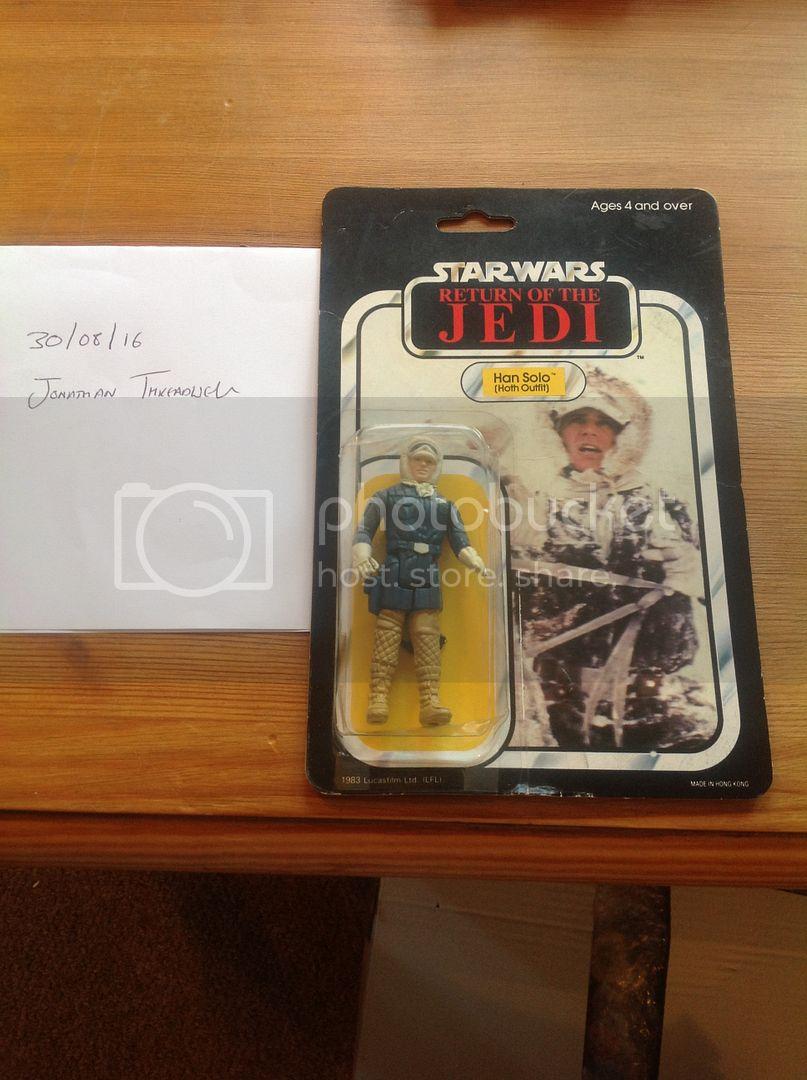 Ages 4 and over
STAR WARS
RETURN OF THE
JEDI
TM
Han Solo™
(Hoth Outfit)
30/08/16
JONATHAN
photobucket
host. store. share.
1983 Lucasfilm Ltd. (LFL)
MADE IN HONG KONG